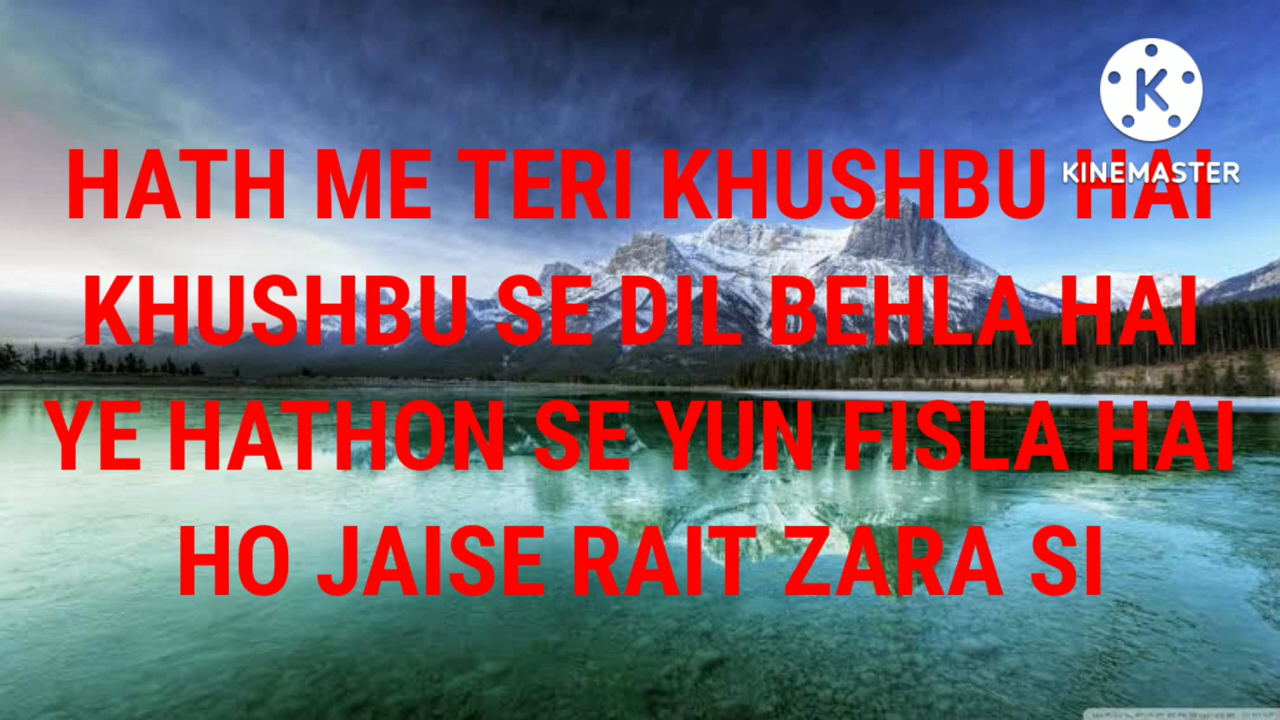 K
KINEMASTER
HATH ME TERI KHUSHBU HAI
KHUSHBU SE DIL BEHLA HAI
YE HATHON SE YUN FISLA HAI
HO JAISE RAIT ZARA SI